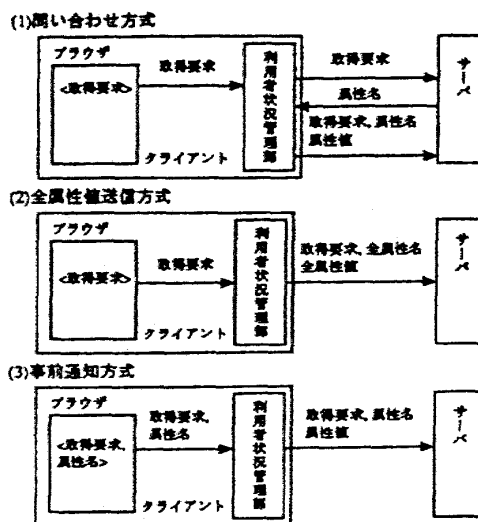 (1)問い合わせ方式
ブラウザ
<取得要求>
取得要求
クライアント
利用者状況管理部
取得要求
属性名
取得要求, 属性名
属性値
サーバ
(2)全属性値送信方式
ブラウザ
<取得要求>
取得要求
クライアント
利用者状況管理部
取得要求, 全属性名
全属性値
サーバ
(3)事前通知方式
ブラウザ
<取得要求,
属性名>
取得要求,
属性名
クライアント
利用者状況管理部
取得要求, 属性名
属性値
サーバ